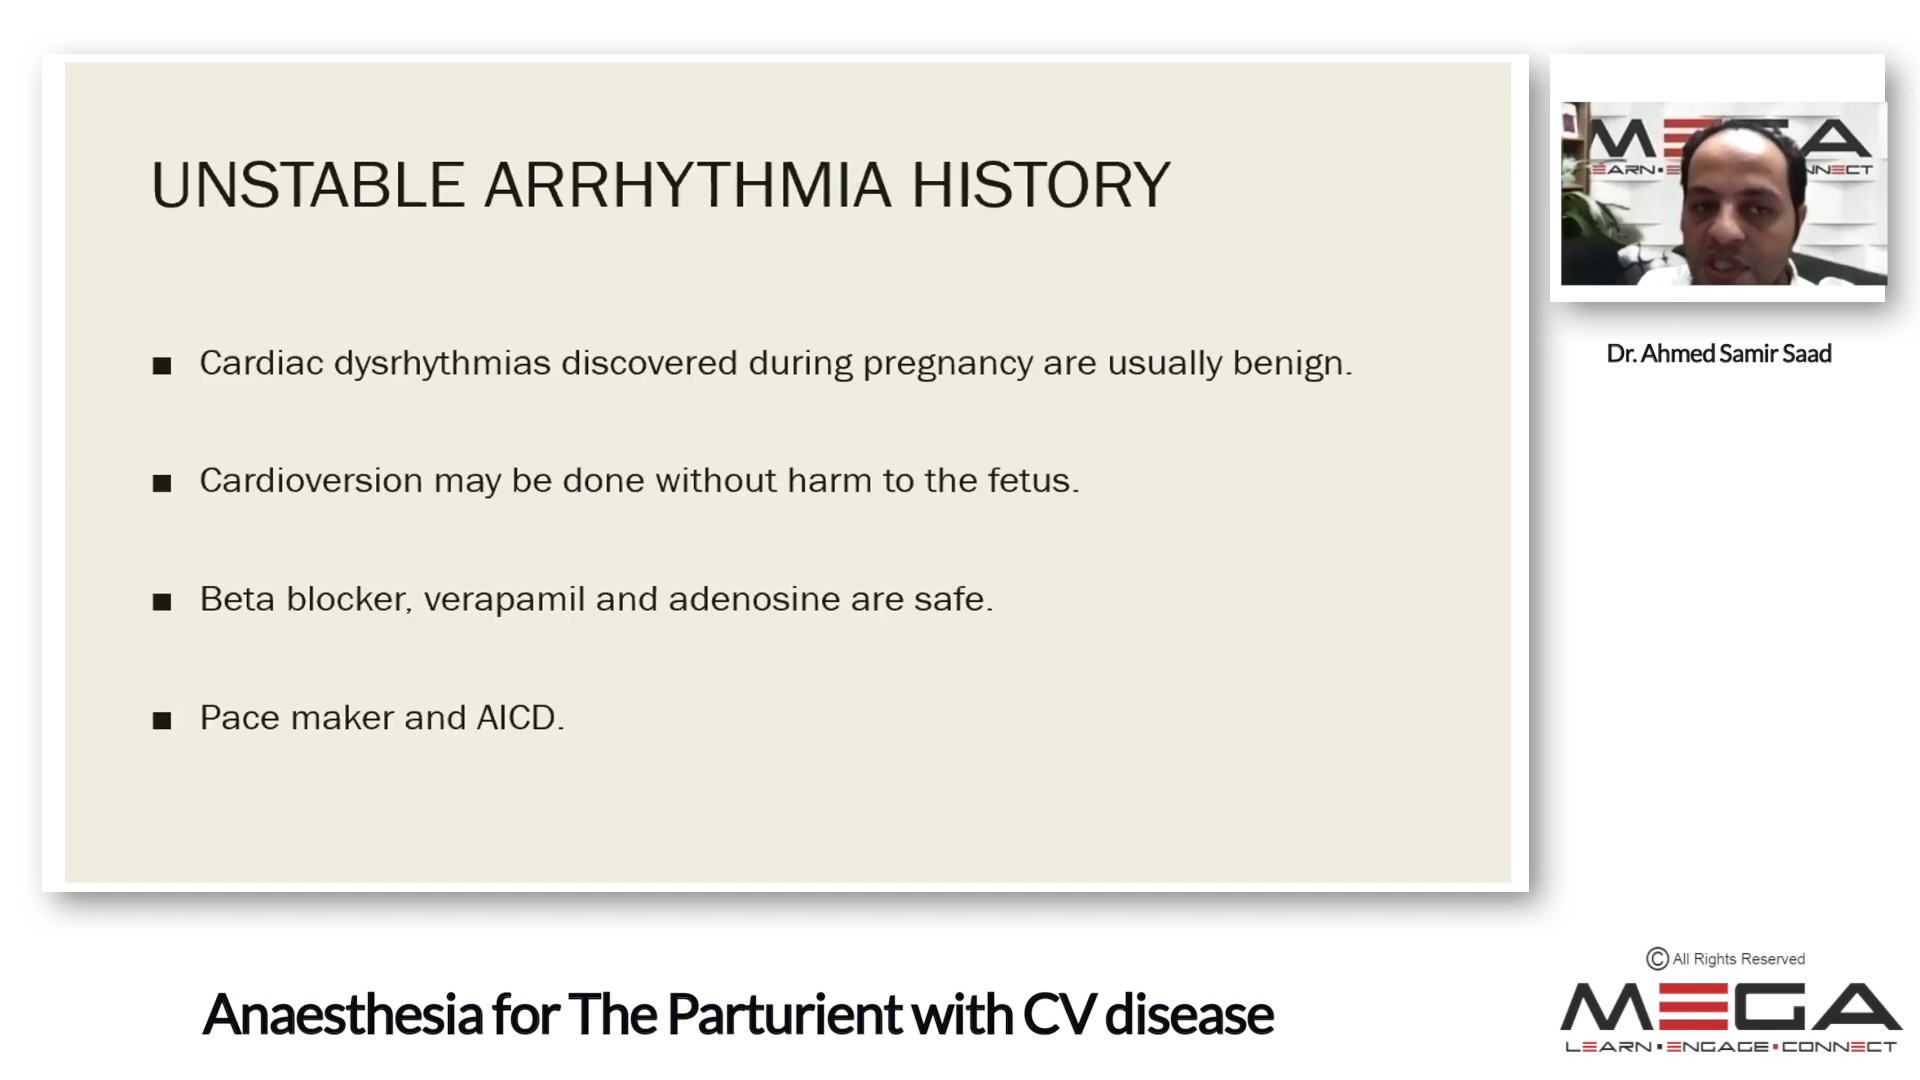 UNSTABLE ARRHYTHMIA HISTORY
■ Cardiac dysrhythmias discovered during pregnancy are usually benign.
■ Cardioversion may be done without harm to the fetus.
■ Beta blocker, verapamil and adenosine are safe.
■ Pace maker and AICD.
Dr. Ahmed Samir Saad
Anaesthesia for The Parturient with CV disease
© All Rights Reserved
MEGA
LEARN ▪ ENGAGE ▪ CONNECT